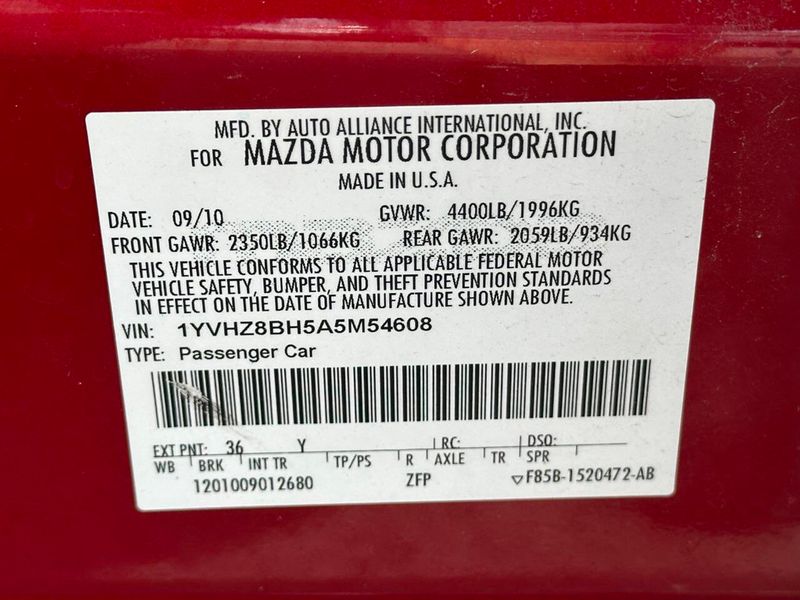 MFD. BY AUTO ALLIANCE INTERNATIONAL, INC.
FOR MAZDA MOTOR CORPORATION
MADE IN U.S.A.
DATE: 09/10 GVWR: 4400LB/1996KG
FRONT GAWR: 2350LB/1066KG REAR GAWR: 2059LB/934KG
THIS VEHICLE CONFORMS TO ALL APPLICABLE FEDERAL MOTOR
VEHICLE SAFETY, BUMPER, AND THEFT PREVENTION STANDARDS
IN EFFECT ON THE DATE OF MANUFACTURE SHOWN ABOVE.
VIN: 1YVHZ8BH5A5M54608
TYPE: Passenger Car
EXT PNT: 36 Y RC: DSO:
WB BRK INT TR TP/PS R AXLE TR SPR
1201009012680 ZFP ▽F85B-1520472-AB